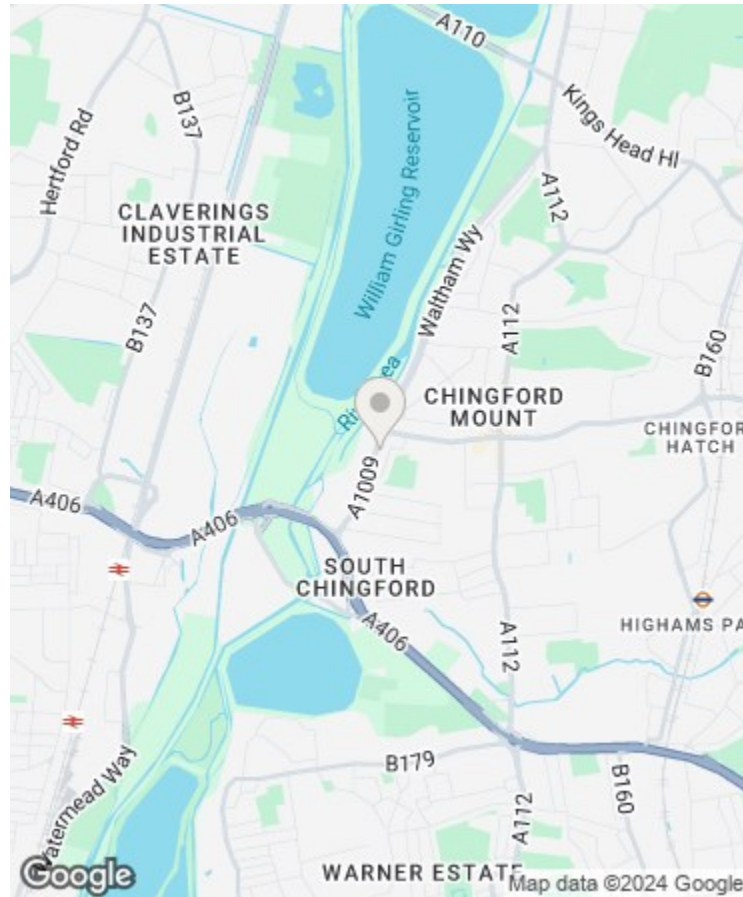 A110
B137
Hertford Rd
Kings Head Hl
CLAVERINGS
INDUSTRIAL
ESTATE
William Girling Reservoir
A112
Waltham Wy
B137
A112
B160
CHINGFORD
MOUNT
CHINGFOR
HATCH
A1009
A406
A406
SOUTH
CHINGFORD
A406
A112
HIGHAMS PA
B179
Watermead Way
A112
B160
WARNER ESTATE
Google
Map data ©2024 Google